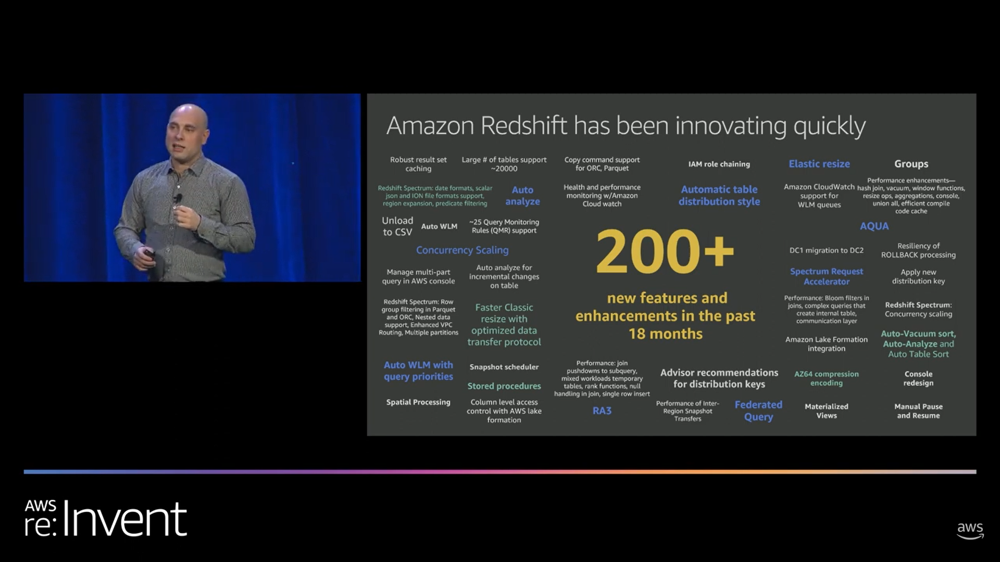 Amazon Redshift has been innovating quickly
Robust result set
caching
Large # of tables support
~20000
Copy command support
for ORC, Parquet
IAM role chaining
Elastic resize
Groups
Redshift Spectrum: date formats, scalar
json and ION file formats support,
region expansion, predicate filtering
Auto
analyze
Health and performance
monitoring w/Amazon
Cloud watch
Automatic table
distribution style
Amazon CloudWatch
support for
WLM queues
Performance enhancements—
hash join, vacuum, window functions,
resize ops, aggregations, console,
union all, efficient compile
code cache
Unload
to CSV
Auto WLM
~25 Query Monitoring
Rules (QMR) support
AQUA
Concurrency Scaling
200+
new features and
enhancements in the past
18 months
DC1 migration to DC2
Resiliency of
ROLLBACK processing
Manage multi-part
query in AWS console
Auto analyze for
incremental changes
on table
Spectrum Request
Accelerator
Apply new
distribution key
Redshift Spectrum: Row
group filtering in Parquet
and ORC, Nested data
support, Enhanced VPC
Routing, Multiple partitions
Faster Classic
resize with
optimized data
transfer protocol
Performance: Bloom filters in
joins, complex queries that
create internal table,
communication layer
Redshift Spectrum:
Concurrency scaling
Amazon Lake Formation
integration
Auto-Vacuum sort,
Auto-Analyze and
Auto Table Sort
Auto WLM with
query priorities
Snapshot scheduler
Performance: join
pushdowns to subquery,
mixed workloads temporary
tables, rank functions, null
handling in join, single row insert
Advisor recommendations
for distribution keys
AZ64 compression
encoding
Console
redesign
Stored procedures
Spatial Processing
Column level access
control with AWS lake
formation
RA3
Performance of Inter-
Region Snapshot
Transfers
Federated
Query
Materialized
Views
Manual Pause
and Resume
AWS
re:Invent
aws